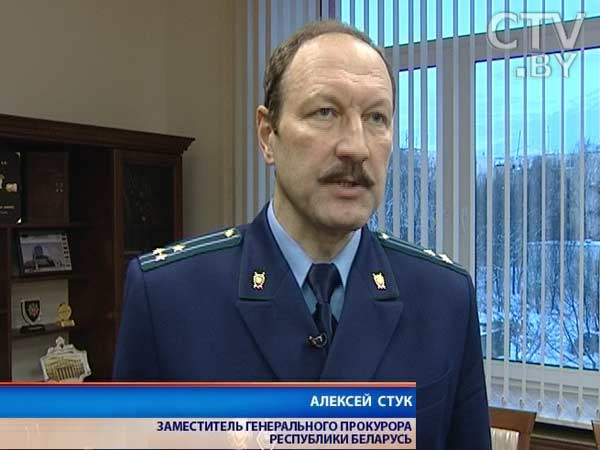 CTV
.BY
АЛЕКСЕЙ СТУК
ЗАМЕСТИТЕЛЬ ГЕНЕРАЛЬНОГО ПРОКУРОРА
РЕСПУБЛИКИ БЕЛАРУСЬ